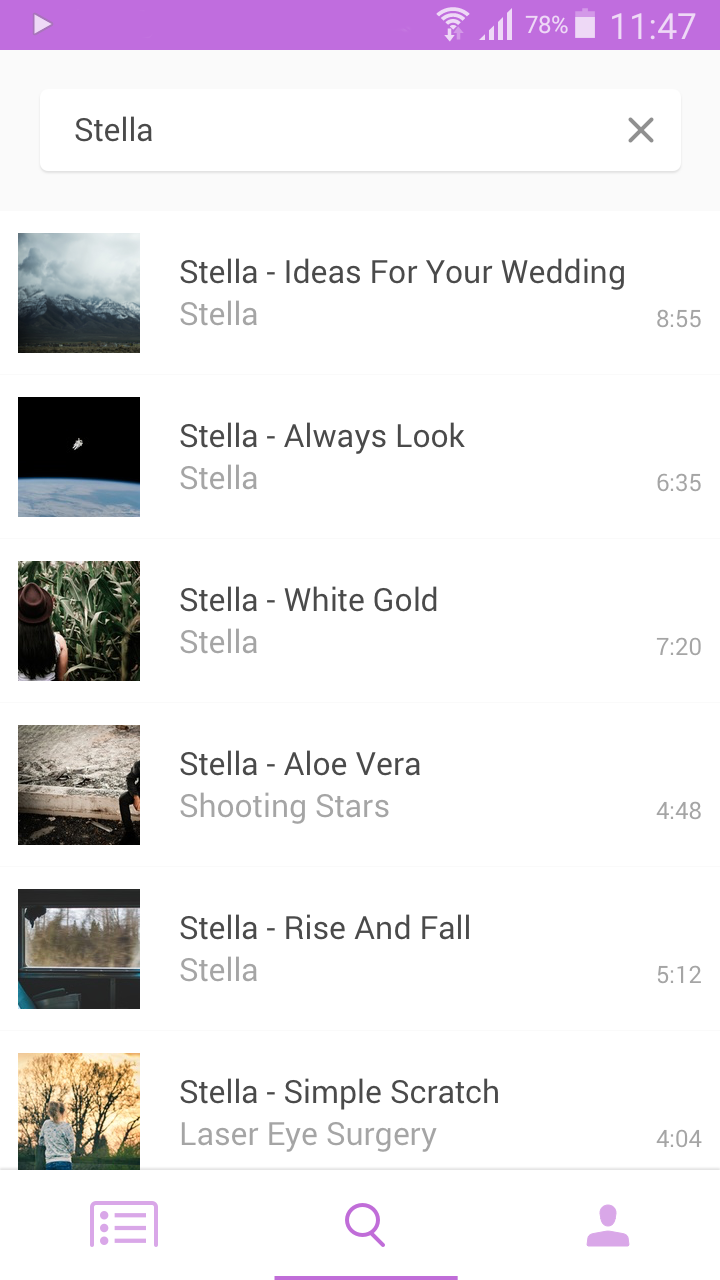 78% 11:47
Stella
Stella - Ideas For Your Wedding
Stella
8:55
Stella - Always Look
Stella
6:35
Stella - White Gold
Stella
7:20
Stella - Aloe Vera
Shooting Stars
4:48
Stella - Rise And Fall
Stella
5:12
Stella - Simple Scratch
Laser Eye Surgery
4:04